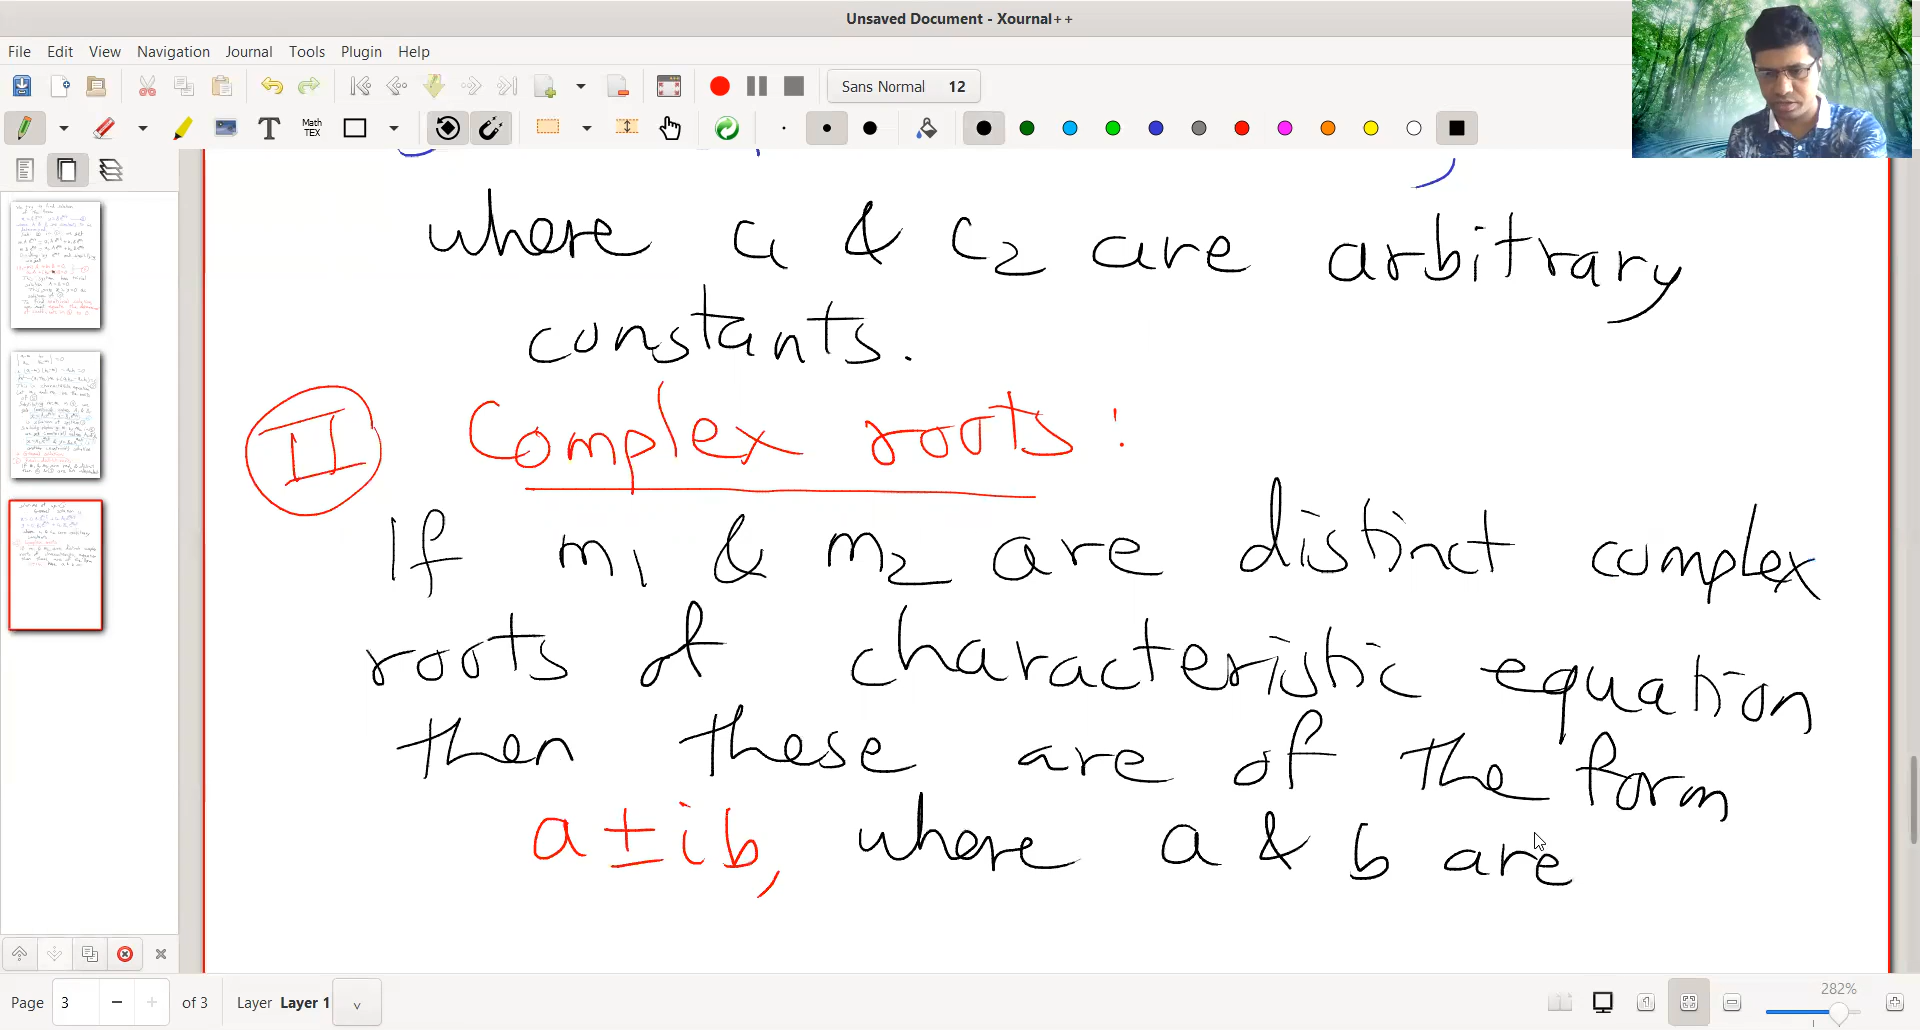 Unsaved Document - Xournal++
File Edit View Navigation Journal Tools Plugin Help
Sans Normal 12
Math
TEX
where c1 & c2 are arbitrary
constants.
II Complex roots :
If m1 & m2 are distinct complex
roots of characteristic equation
then these are of the form
a ± i b, where a & b are
Page 3 of 3 Layer Layer 1
282%